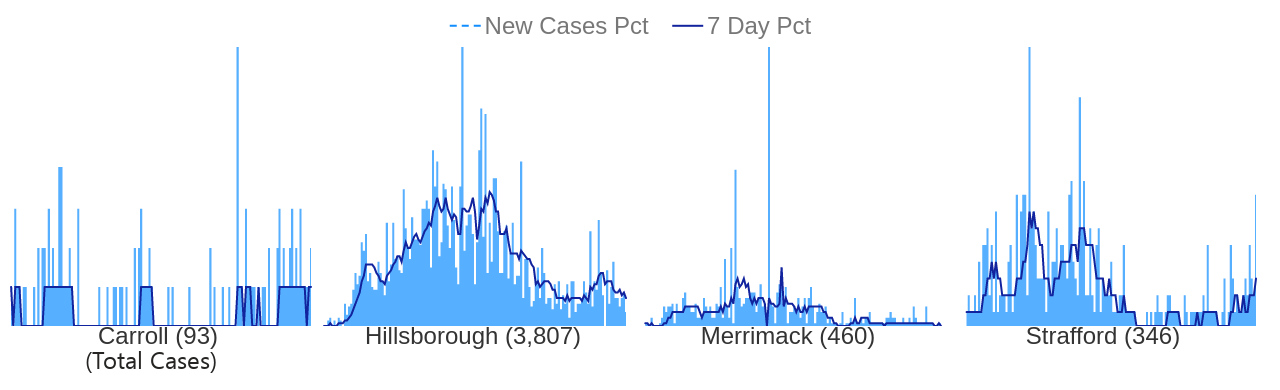 New Cases Pct 7 Day Pct
Carroll (93) Hillsborough (3,807) Merrimack (460) Strafford (346)
(Total Cases)